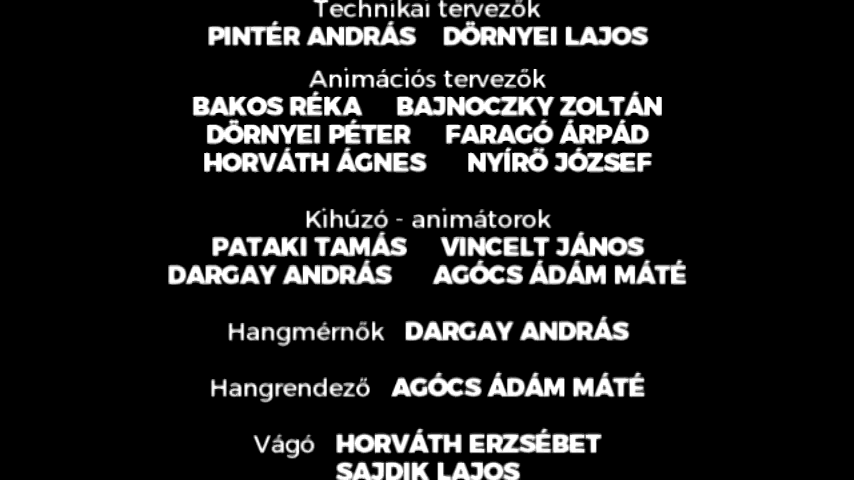 Technikai tervezők
PINTÉR ANDRÁS DÖRNYEI LAJOS
Animációs tervezők
BAKOS RÉKA BAJNOCZKY ZOLTÁN
DÖRNYEI PÉTER FARAGÓ ÁRPÁD
HORVÁTH ÁGNES NYÍRŐ JÓZSEF
Kihúzó - animátorok
PATAKI TAMÁS VINCELT JÁNOS
DARGAY ANDRÁS AGÓCS ÁDÁM MÁTÉ
Hangmérnők DARGAY ANDRÁS
Hangrendező AGÓCS ÁDÁM MÁTÉ
Vágó HORVÁTH ERZSÉBET
SAJDIK LAJOS